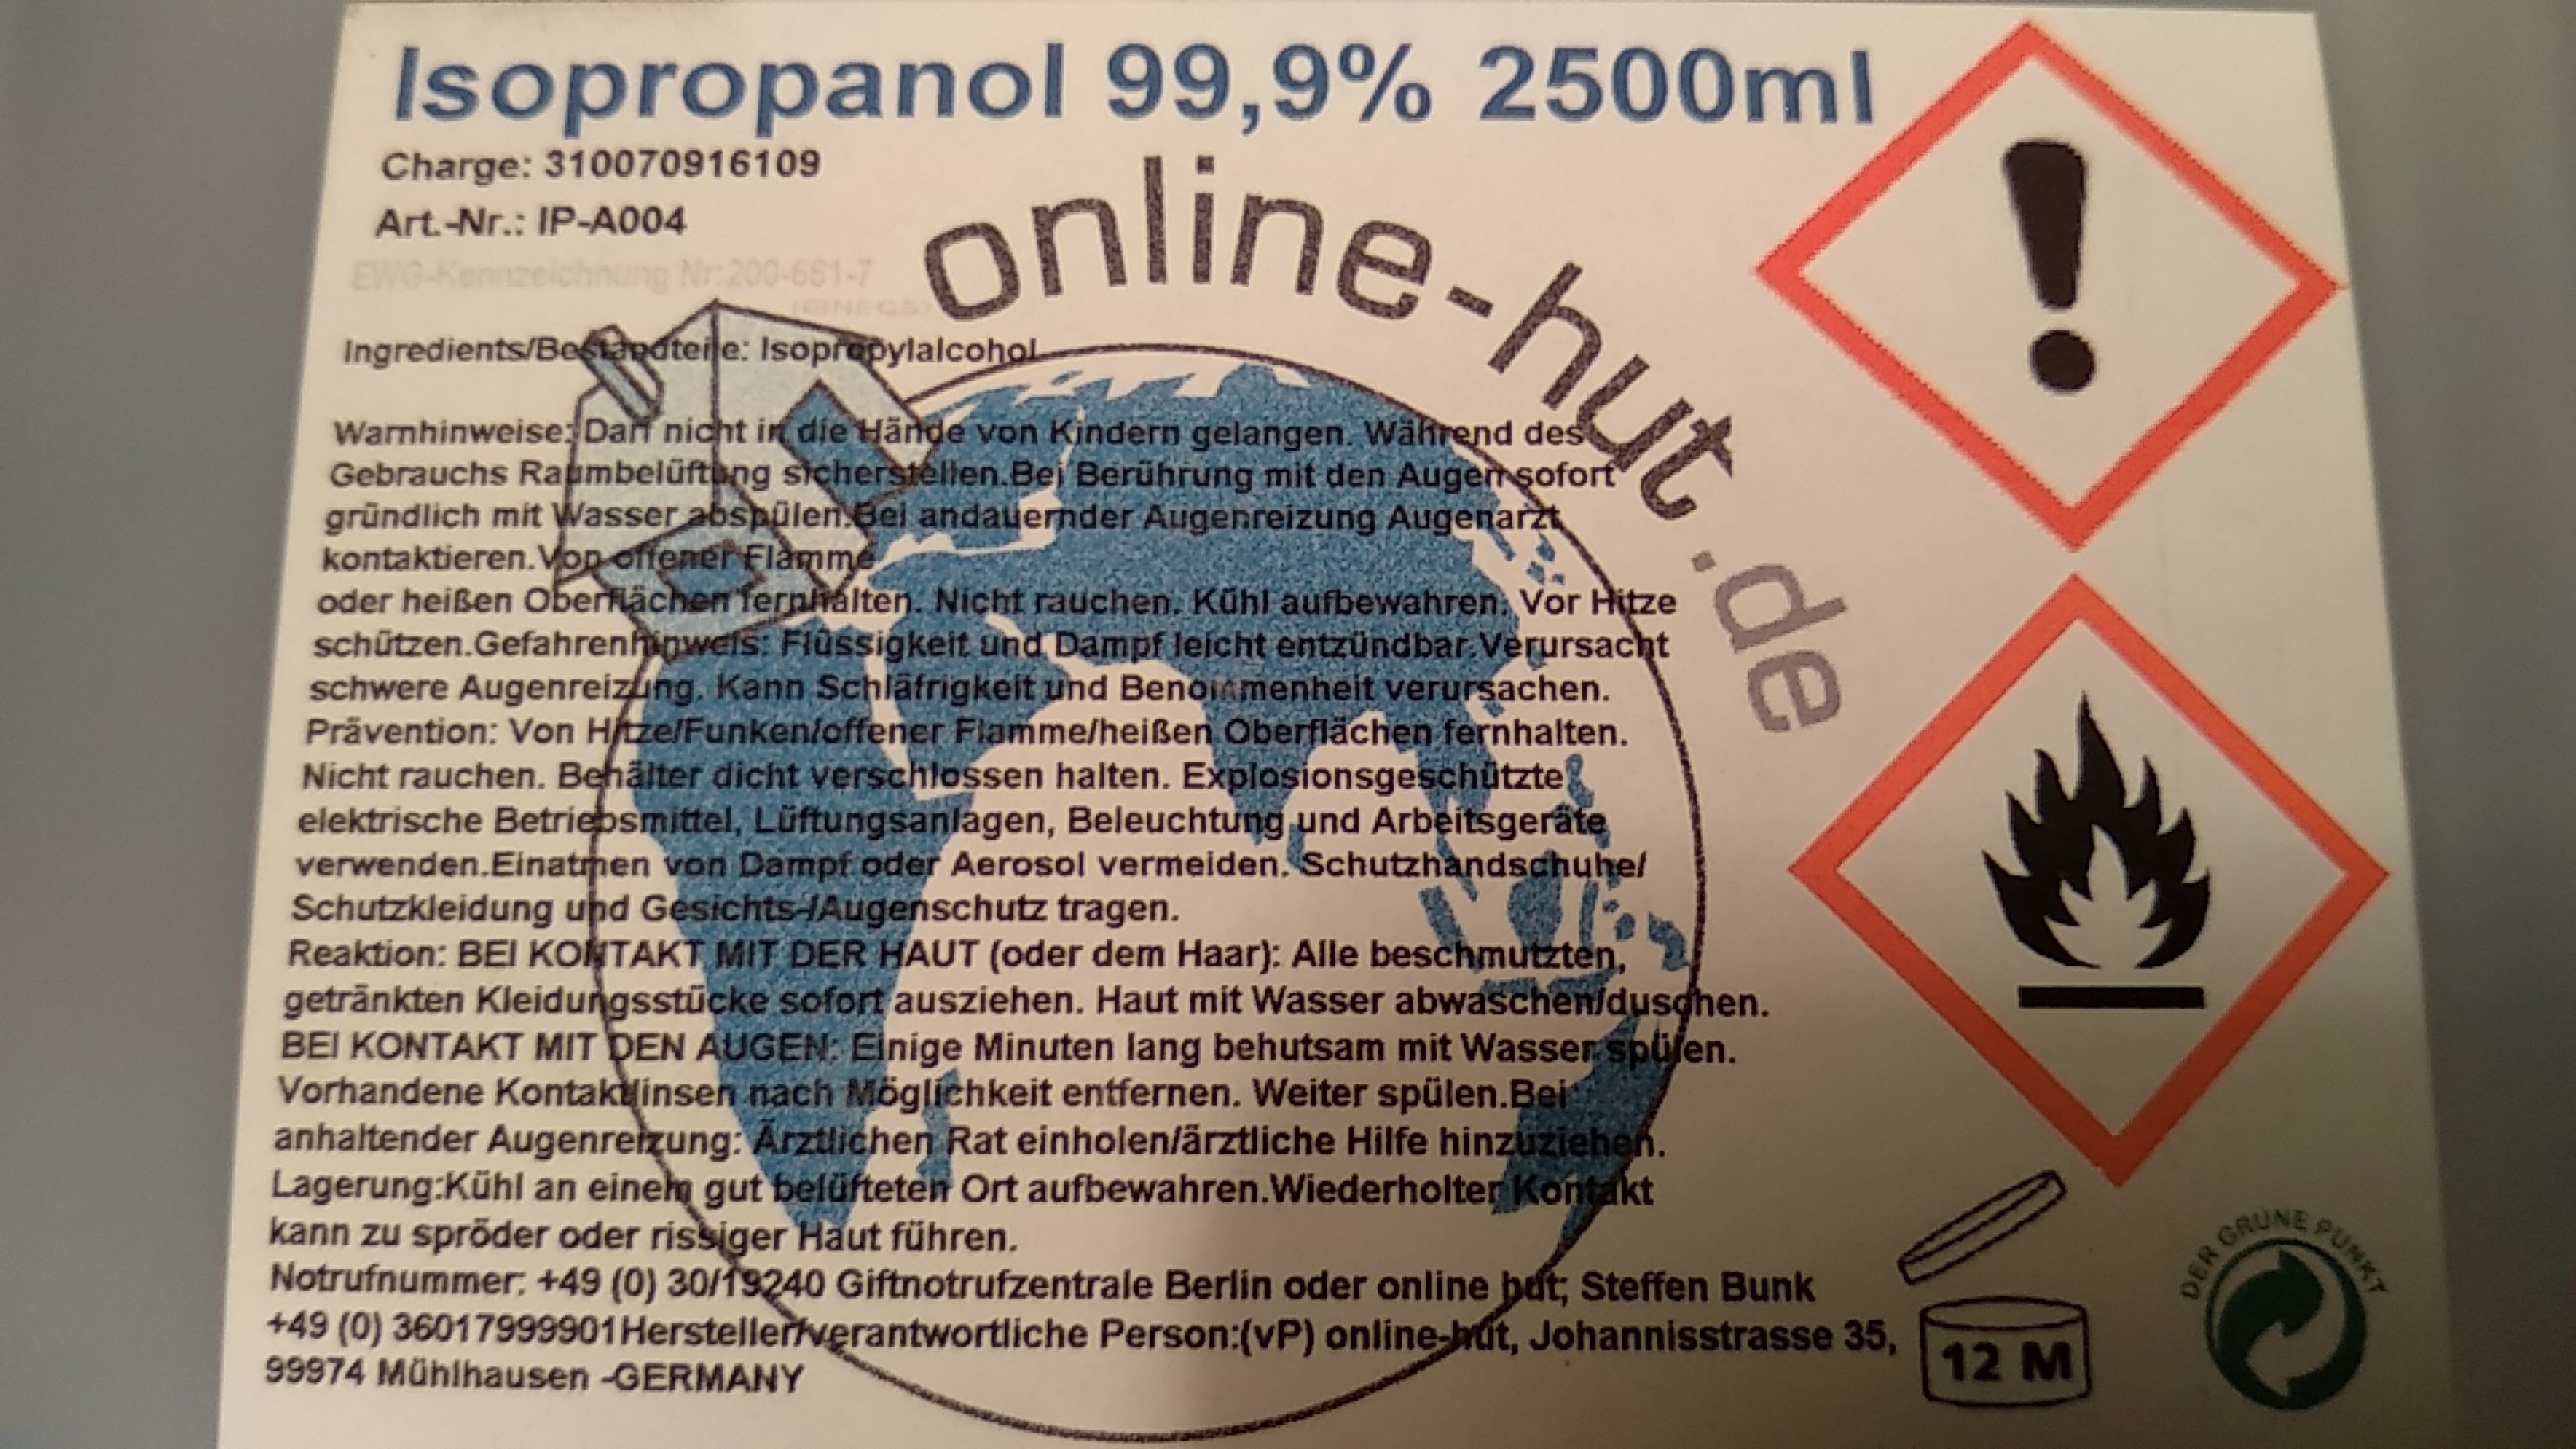 Isopropanol 99,9% 2500ml
Charge: 310070916109
Art.-Nr.: IP-A004
EWG-Kennzeichnung Nr:200-661-7
(EINECS)
online-hut.de
Ingredients/Bestandteile: Isopropylalcohol
Warnhinweise: Darf nicht in die Hände von Kindern gelangen. Während des
Gebrauchs Raumbelüftung sicherstellen.Bei Berührung mit den Augen sofort
gründlich mit Wasser abspülen.Bei andauernder Augenreizung Augenarzt
kontaktieren.Von offener Flamme
oder heißen Oberflächen fernhalten. Nicht rauchen. Kühl aufbewahren. Vor Hitze
schützen.Gefahrenhinweis: Flüssigkeit und Dampf leicht entzündbar.Verursacht
schwere Augenreizung. Kann Schläfrigkeit und Benommenheit verursachen.
Prävention: Von Hitze/Funken/offener Flamme/heißen Oberflächen fernhalten.
Nicht rauchen. Behälter dicht verschlossen halten. Explosionsgeschützte
elektrische Betriebsmittel, Lüftungsanlagen, Beleuchtung und Arbeitsgeräte
verwenden.Einatmen von Dampf oder Aerosol vermeiden. Schutzhandschuhe/
Schutzkleidung und Gesichts-/Augenschutz tragen.
Reaktion: BEI KONTAKT MIT DER HAUT (oder dem Haar): Alle beschmutzten,
getränkten Kleidungsstücke sofort ausziehen. Haut mit Wasser abwaschen/duschen.
BEI KONTAKT MIT DEN AUGEN: Einige Minuten lang behutsam mit Wasser spülen.
Vorhandene Kontaktlinsen nach Möglichkeit entfernen. Weiter spülen.Bei
anhaltender Augenreizung: Ärztlichen Rat einholen/ärztliche Hilfe hinzuziehen.
Lagerung:Kühl an einem gut belüfteten Ort aufbewahren.Wiederholter Kontakt
kann zu spröder oder rissiger Haut führen.
Notrufnummer: +49 (0) 30/19240 Giftnotrufzentrale Berlin oder online hut; Steffen Bunk
+49 (0) 36017999901Hersteller/verantwortliche Person:(vP) online-hut, Johannisstrasse 35,
99974 Mühlhausen -GERMANY
12 M
DER GRÜNE PUNKT